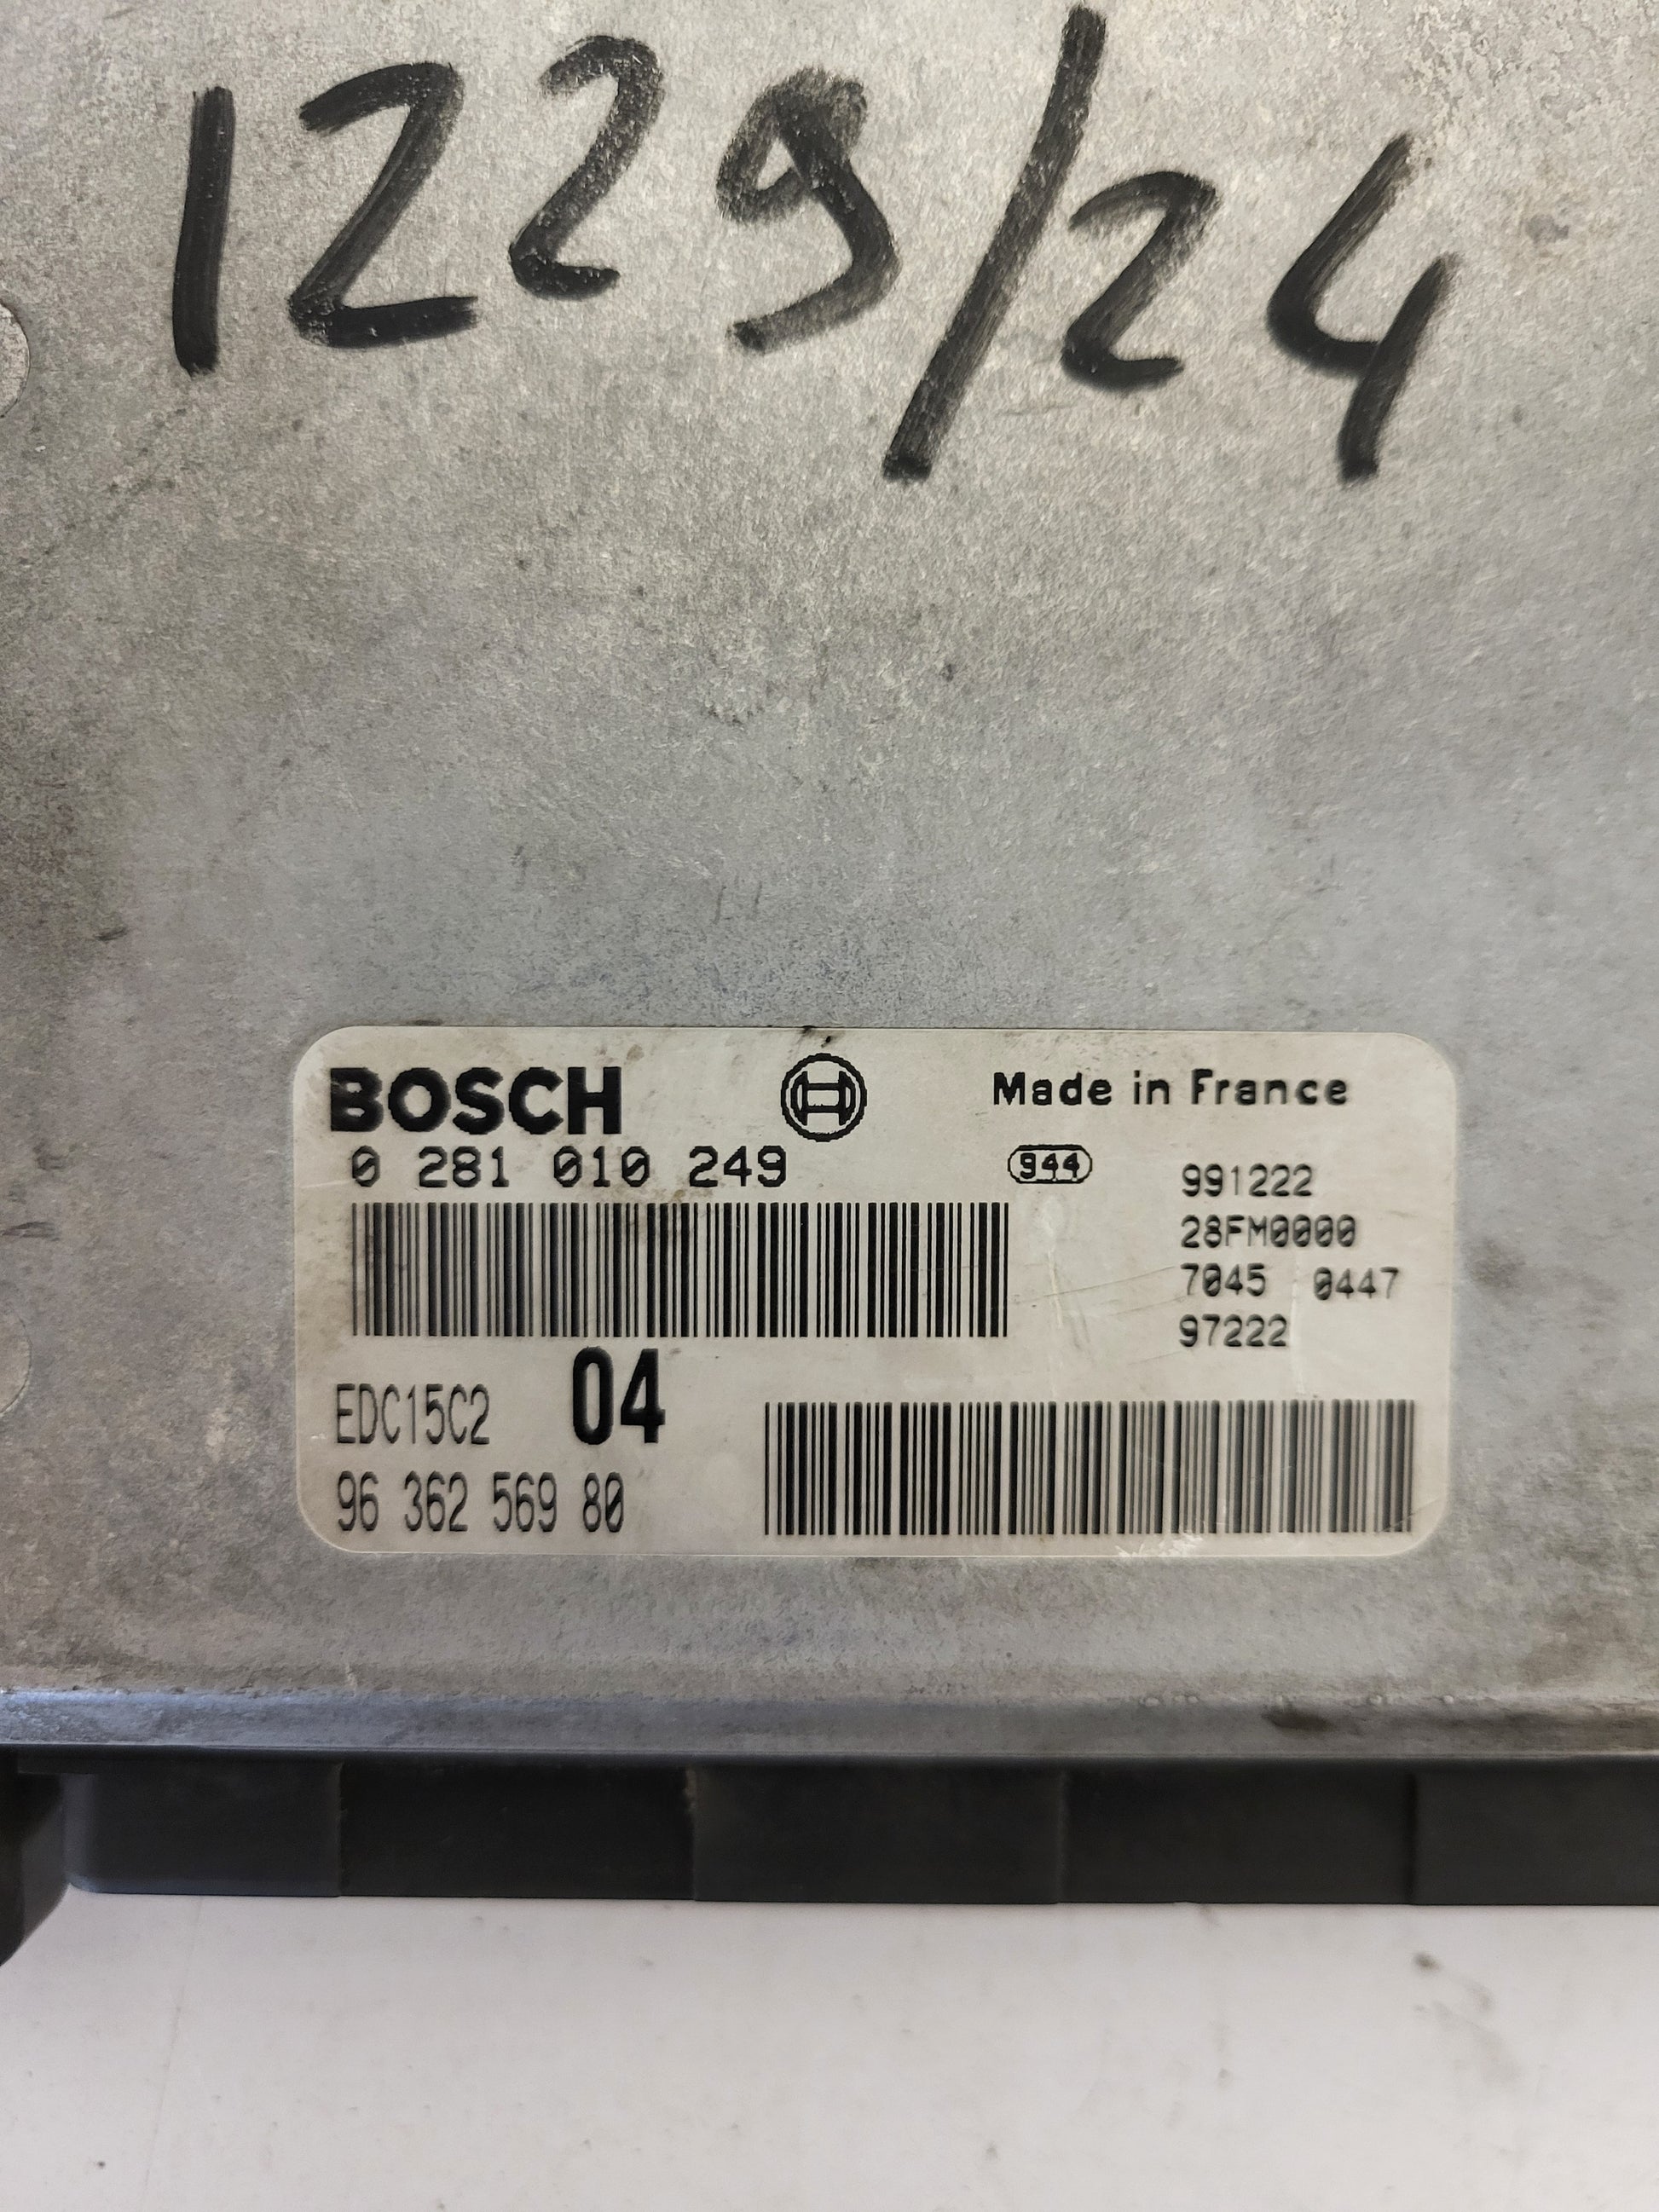 1229/24
BOSCH Made in France
0 281 010 249 944 991222
28FM0000
7045 0447
97222
EDC15C2 04
96 362 569 80